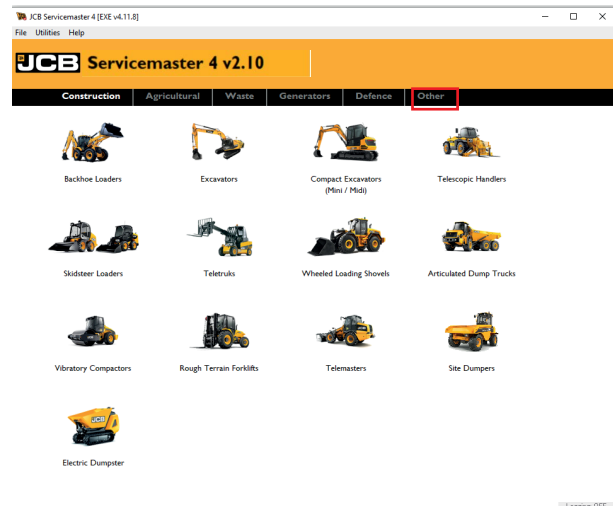 JCB Servicemaster 4 [EXE v4.11.8]
File Utilities Help
JCB Servicemaster 4 v2.10
Construction Agricultural Waste Generators Defence Other
Backhoe Loaders Excavators Compact Excavators Telescopic Handlers
(Mini / Midi)
Skidsteer Loaders Teletruks Wheeled Loading Shovels Articulated Dump Trucks
Vibratory Compactors Rough Terrain Forklifts Telemasters Site Dumpers
JCB
Electric Dumpster